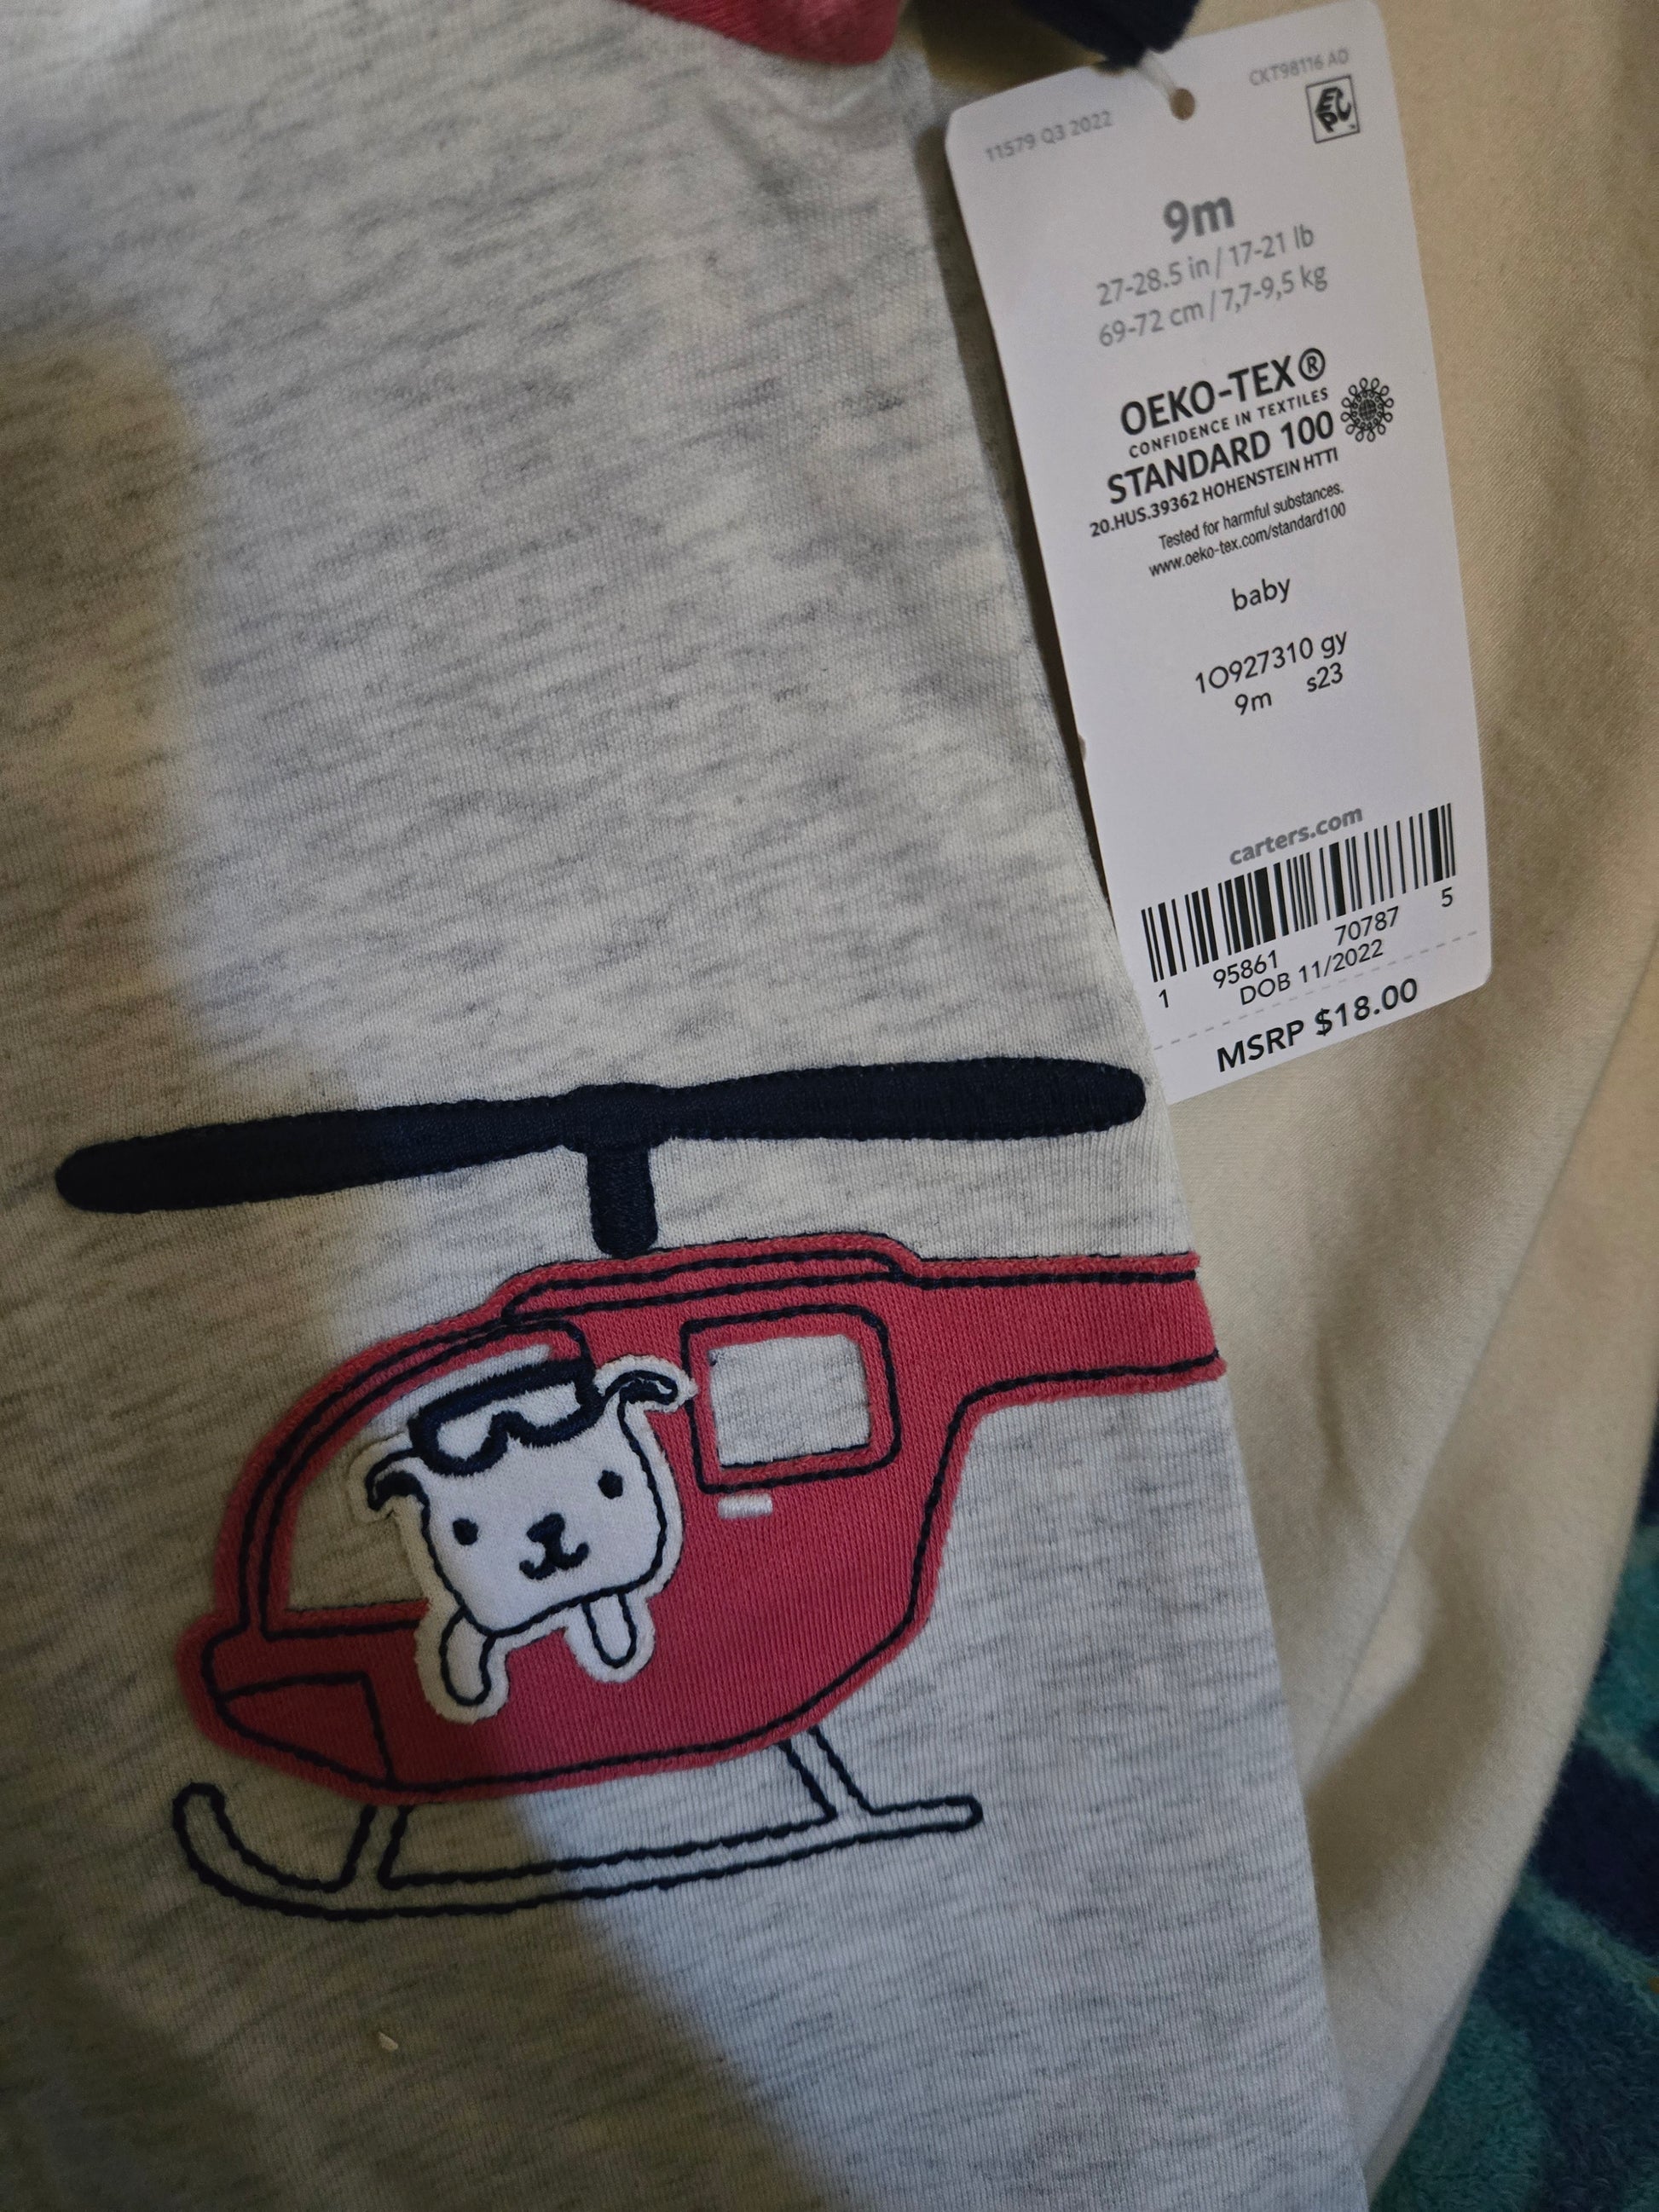 CKT98116 AD
11579 Q3 2022
EPC
9m
27-28.5 in / 17-21 lb
69-72 cm / 7,7-9,5 kg
OEKO-TEX®
CONFIDENCE IN TEXTILES
STANDARD 100
20.HUS.39362 HOHENSTEIN HTTI
Tested for harmful substances.
www.oeko-tex.com/standard100
baby
1O927310 gy
9m s23
carters.com
1 95861 70787 5
DOB 11/2022
MSRP $18.00